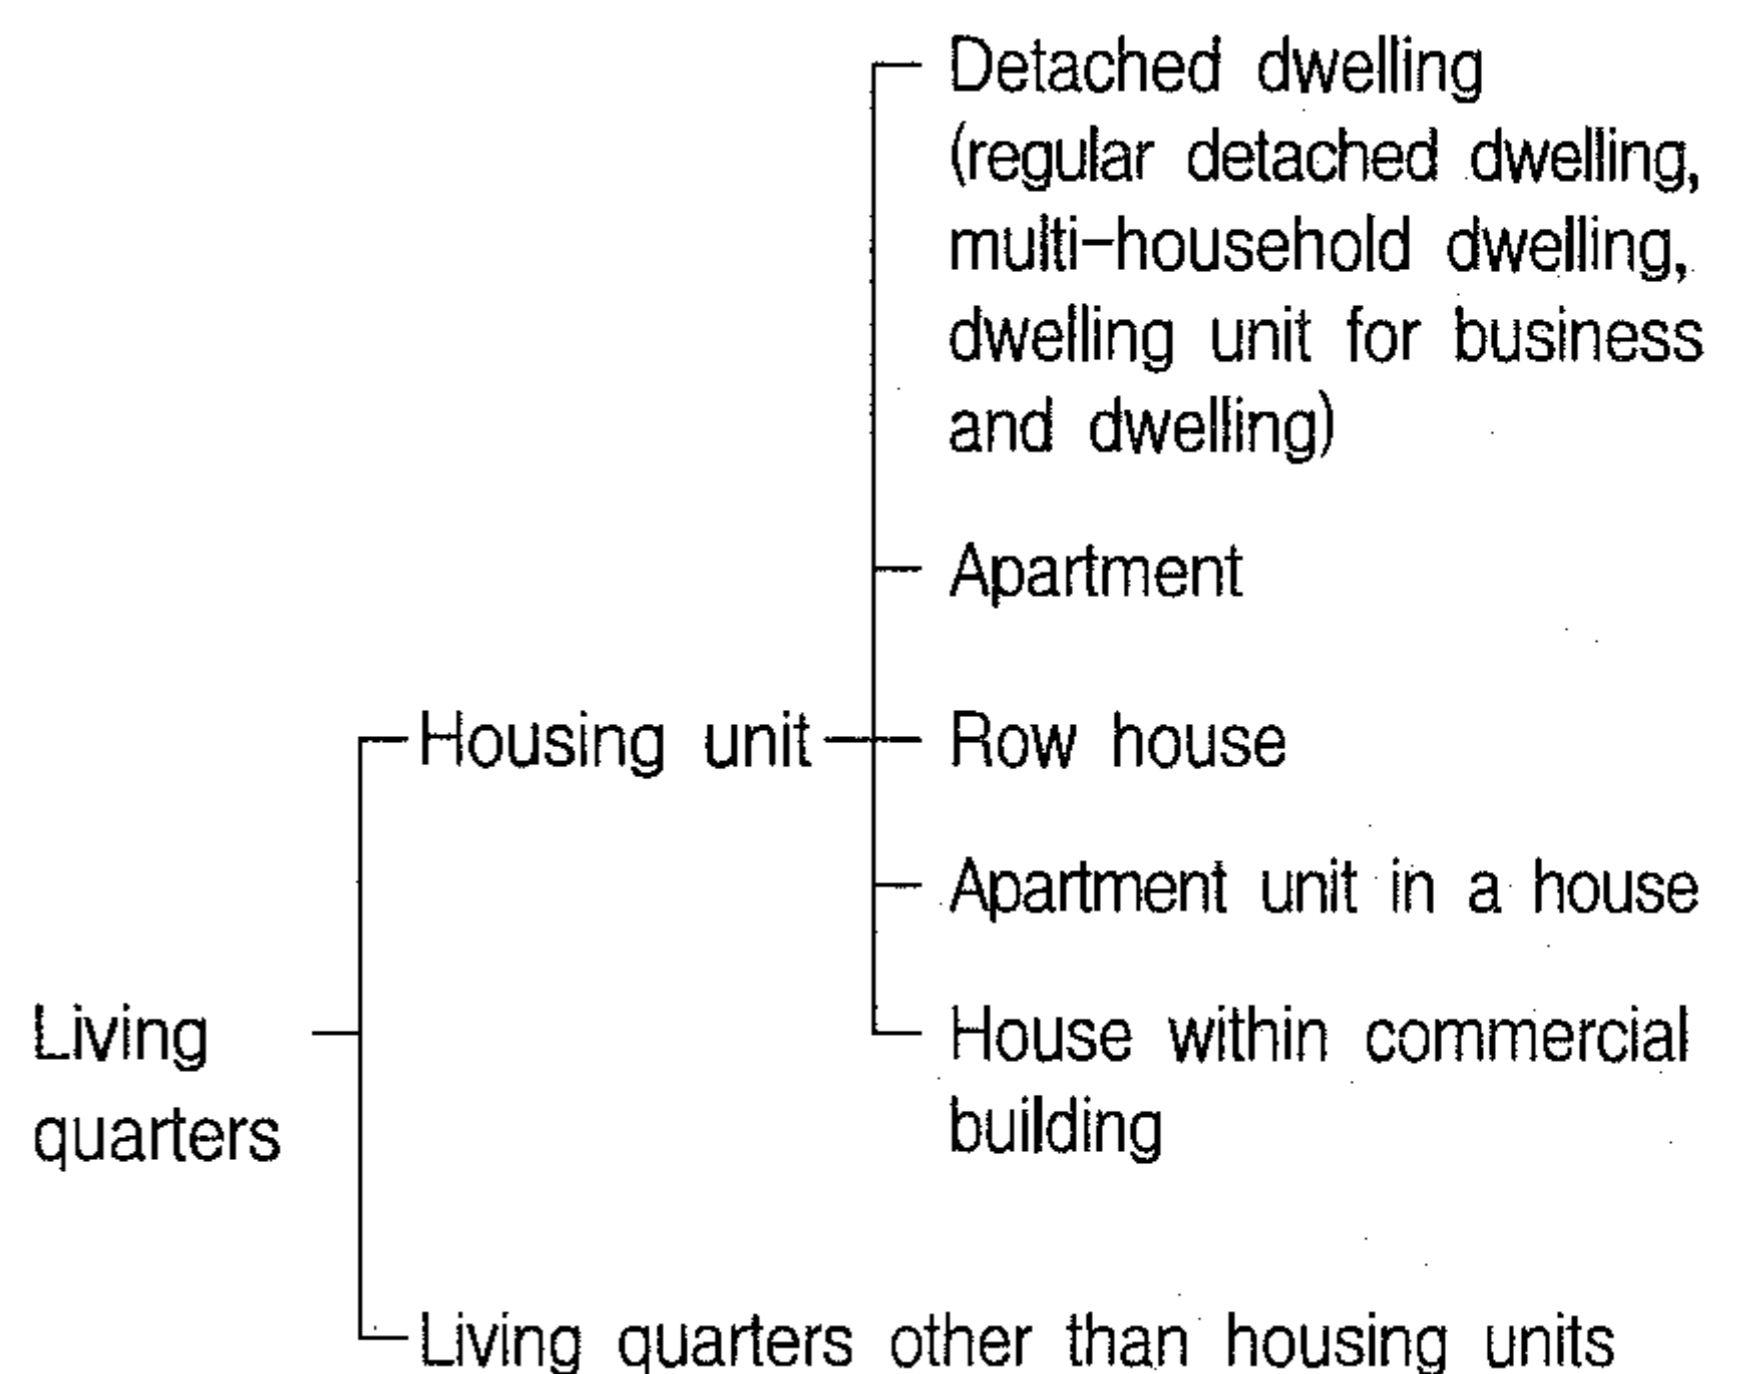 Detached dwelling
(regular detached dwelling,
multi-household dwelling,
dwelling unit for business
and dwelling)
Apartment
Housing unit
Row house
Apartment unit in a house
Living
quarters
House within commercial
building
Living quarters other than housing units